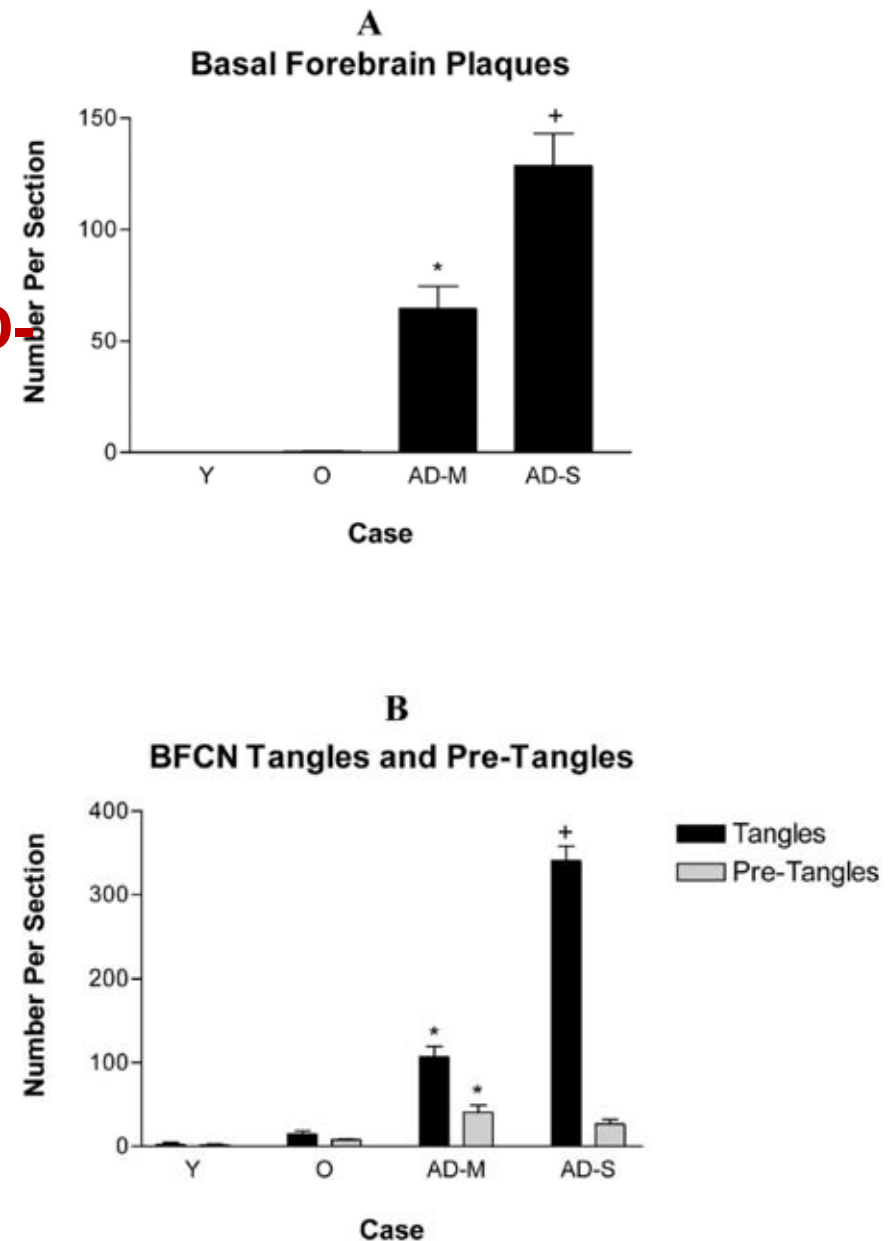 A
Basal Forebrain Plaques
Number Per Section
150
100
50
0
+
*
Y O AD-M AD-S
Case
B
BFCN Tangles and Pre-Tangles
Number Per Section
400
300
200
100
0
*
*
+
Tangles
Pre-Tangles
Y O AD-M AD-S
Case